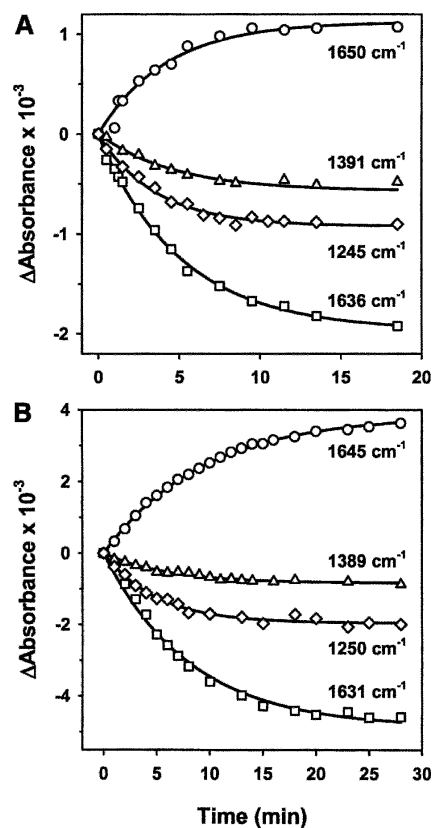 A
ΔAbsorbance x 10⁻³
1
0
-1
-2
1650 cm⁻¹
1391 cm⁻¹
1245 cm⁻¹
1636 cm⁻¹
0 5 10 15 20
B
ΔAbsorbance x 10⁻³
4
2
0
-2
-4
1645 cm⁻¹
1389 cm⁻¹
1250 cm⁻¹
1631 cm⁻¹
0 5 10 15 20 25 30
Time (min)